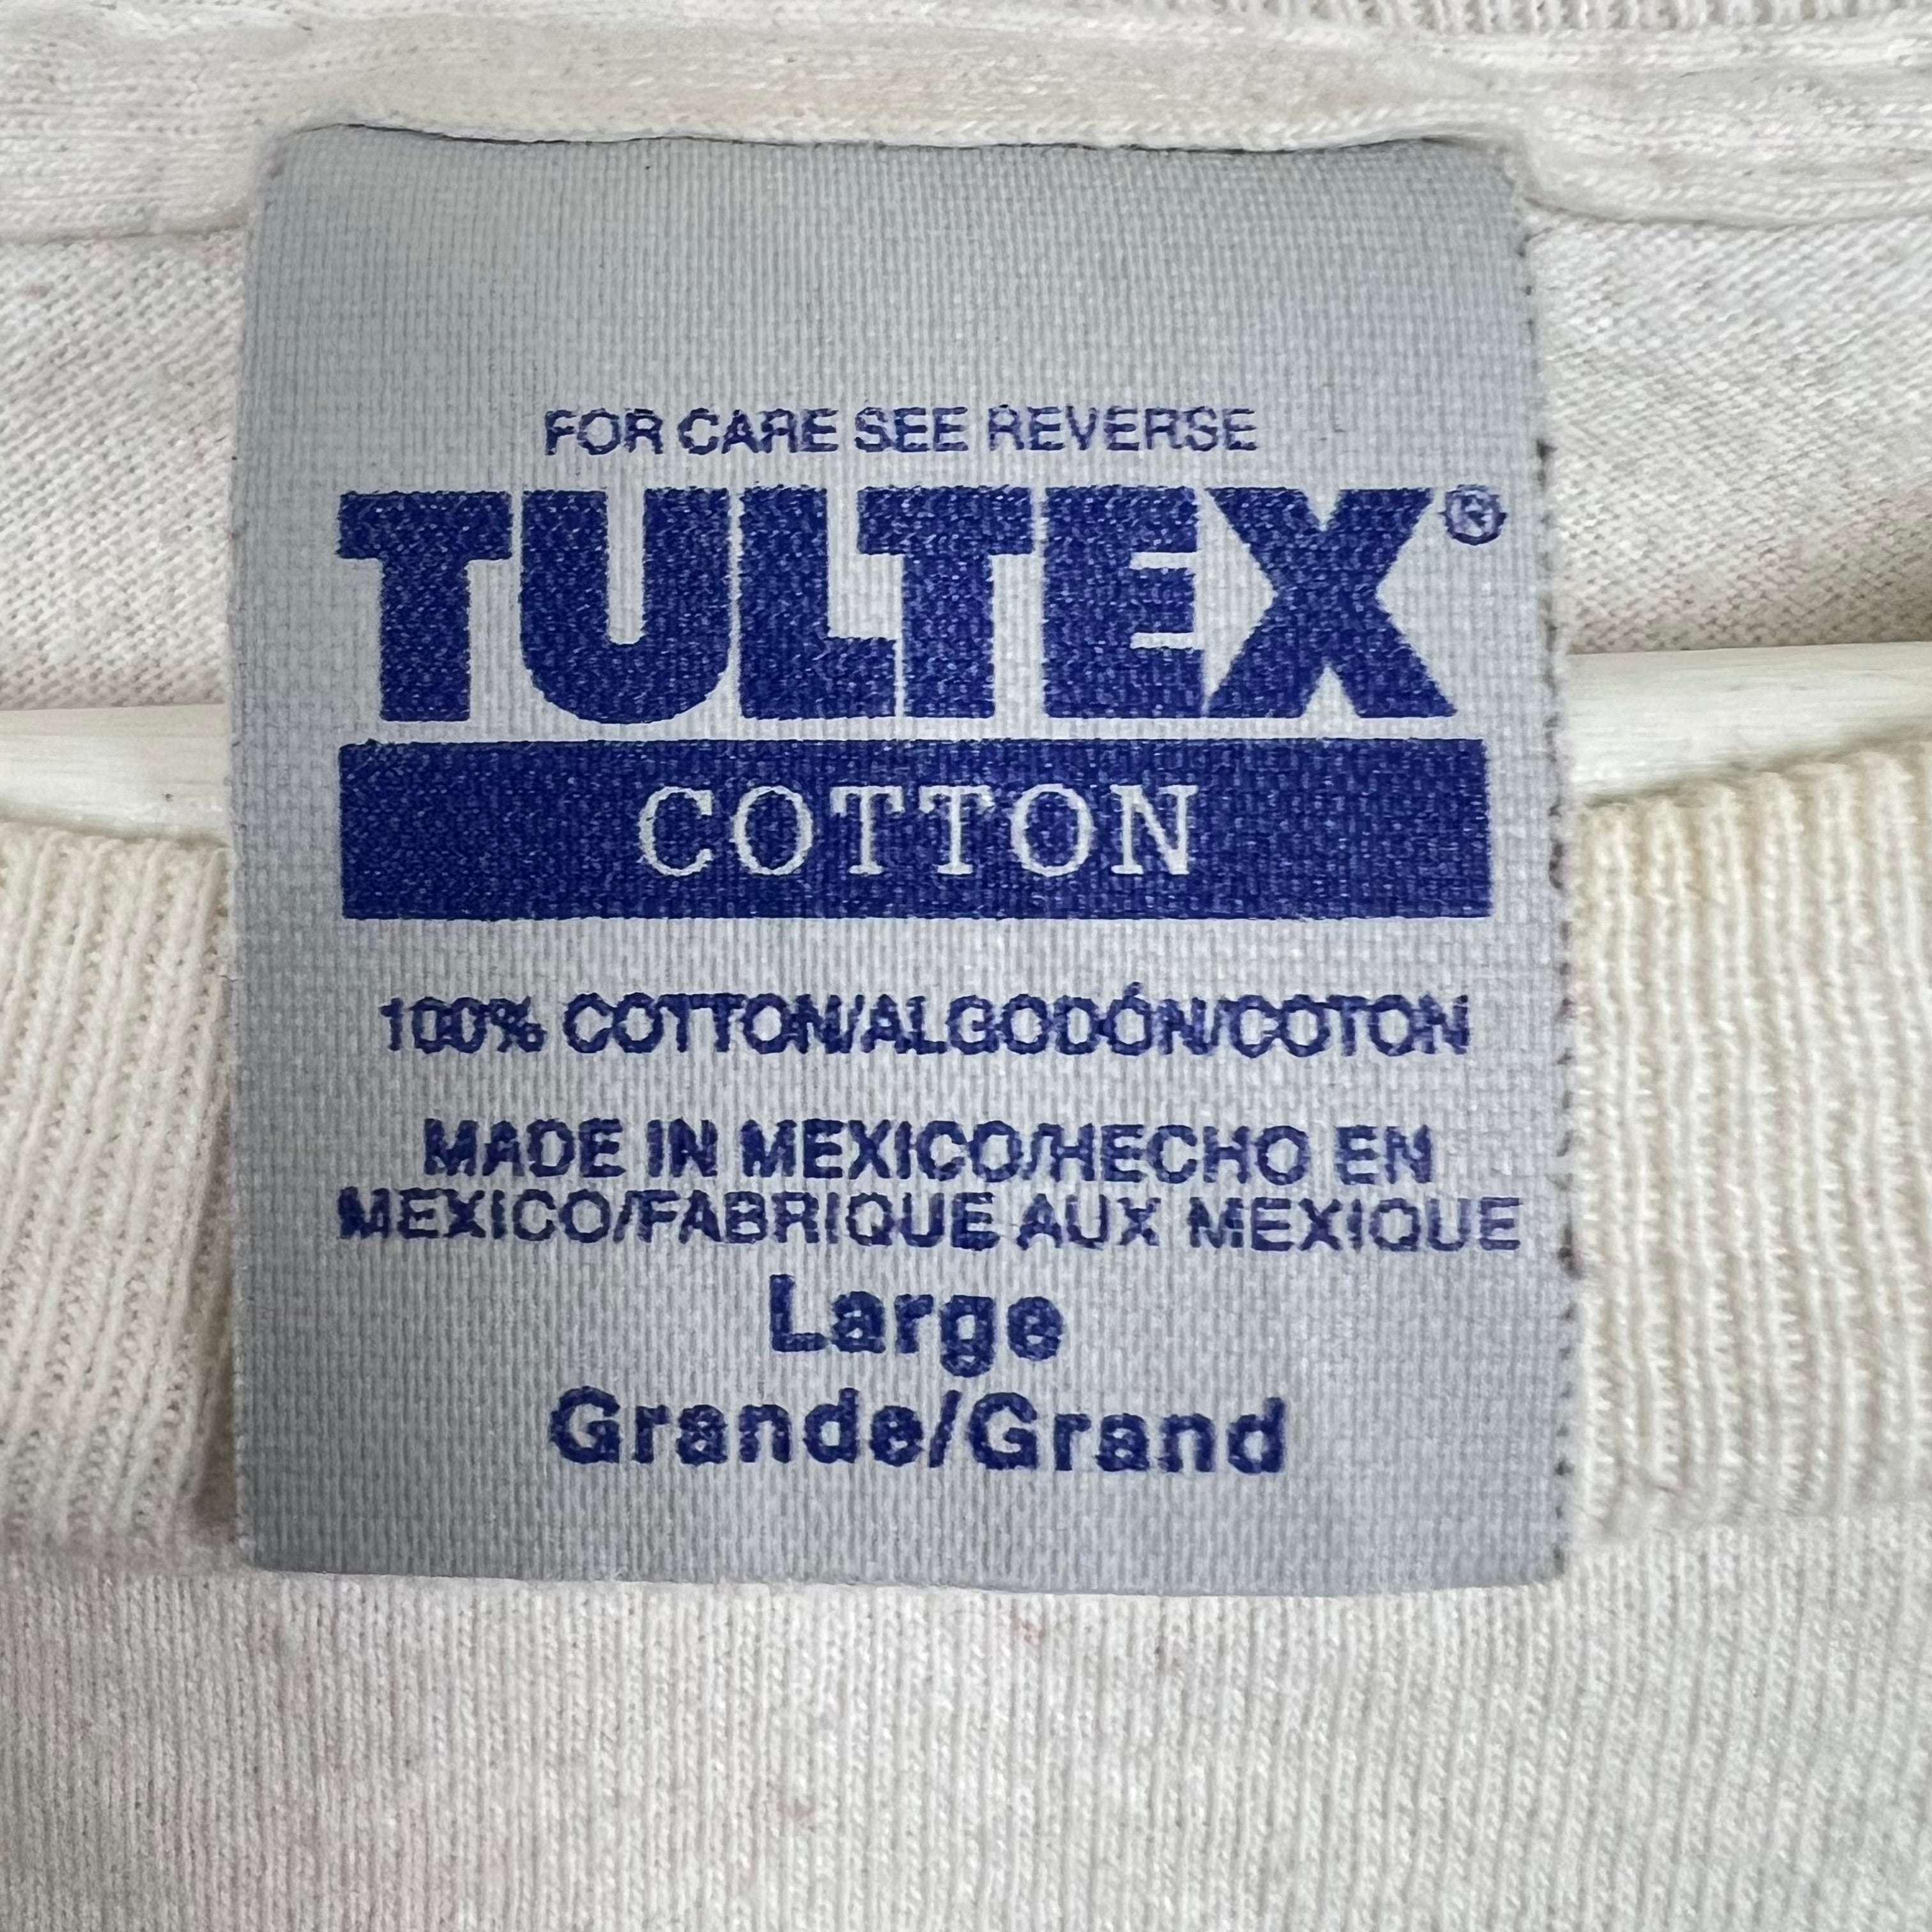 FOR CARE SEE REVERSE
TULTEX®
COTTON
100% COTTON/ALGODÓN/COTON
MADE IN MEXICO/HECHO EN
MEXICO/FABRIQUE AUX MEXIQUE
Large
Grande/Grand